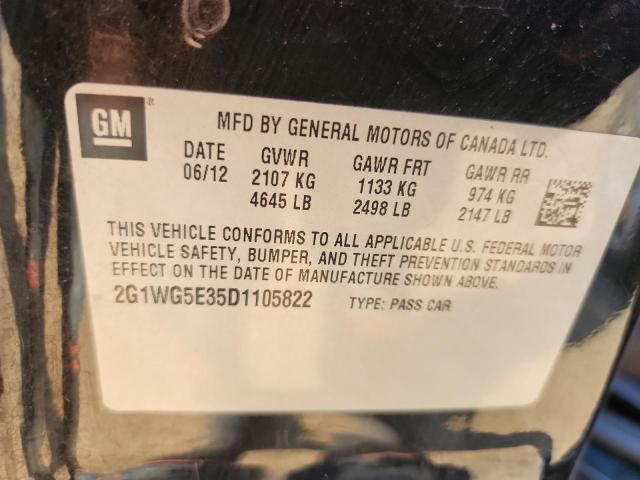 GM
MFD BY GENERAL MOTORS OF CANADA LTD.
DATE GVWR GAWR FRT GAWR RR
06/12 2107 KG 1133 KG 974 KG
4645 LB 2498 LB 2147 LB
THIS VEHICLE CONFORMS TO ALL APPLICABLE U.S. FEDERAL MOTOR
VEHICLE SAFETY, BUMPER, AND THEFT PREVENTION STANDARDS IN
EFFECT ON THE DATE OF MANUFACTURE SHOWN ABOVE.
2G1WG5E35D1105822 TYPE: PASS CAR